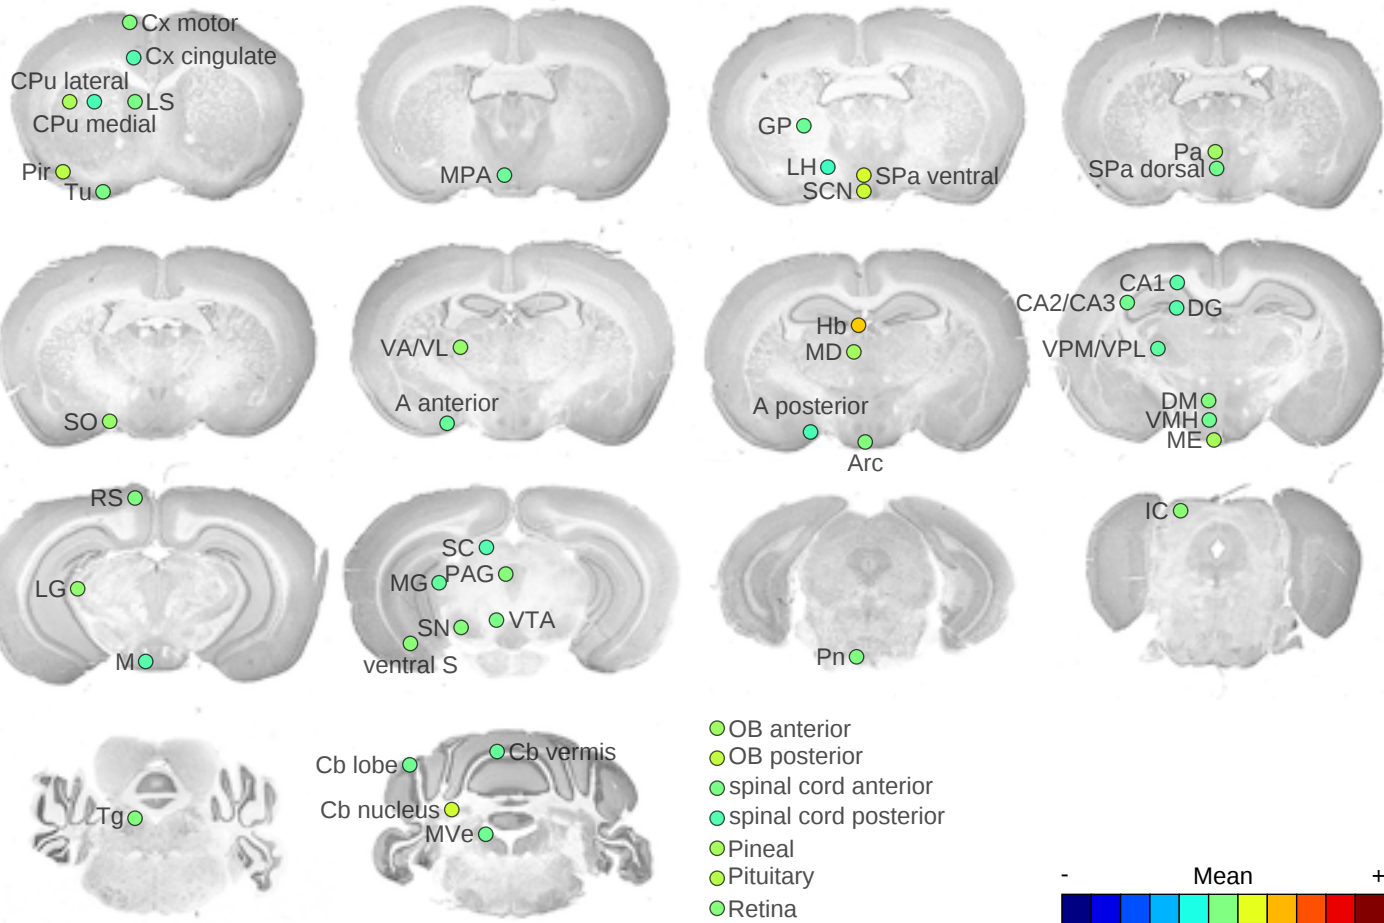 Cx motor
Cx cingulate
CPu lateral
LS
CPu medial
Pir
Tu
MPA
GP
LH
SPa ventral
SCN
Pa
SPa dorsal
SO
VA/VL
A anterior
Hb
MD
A posterior
Arc
CA1
CA2/CA3
DG
VPM/VPL
DM
VMH
ME
RS
LG
M
SC
MG
PAG
SN
VTA
ventral S
Pn
IC
Tg
Cb lobe
Cb vermis
Cb nucleus
MVe
OB anterior
OB posterior
spinal cord anterior
spinal cord posterior
Pineal
Pituitary
Retina
- Mean +